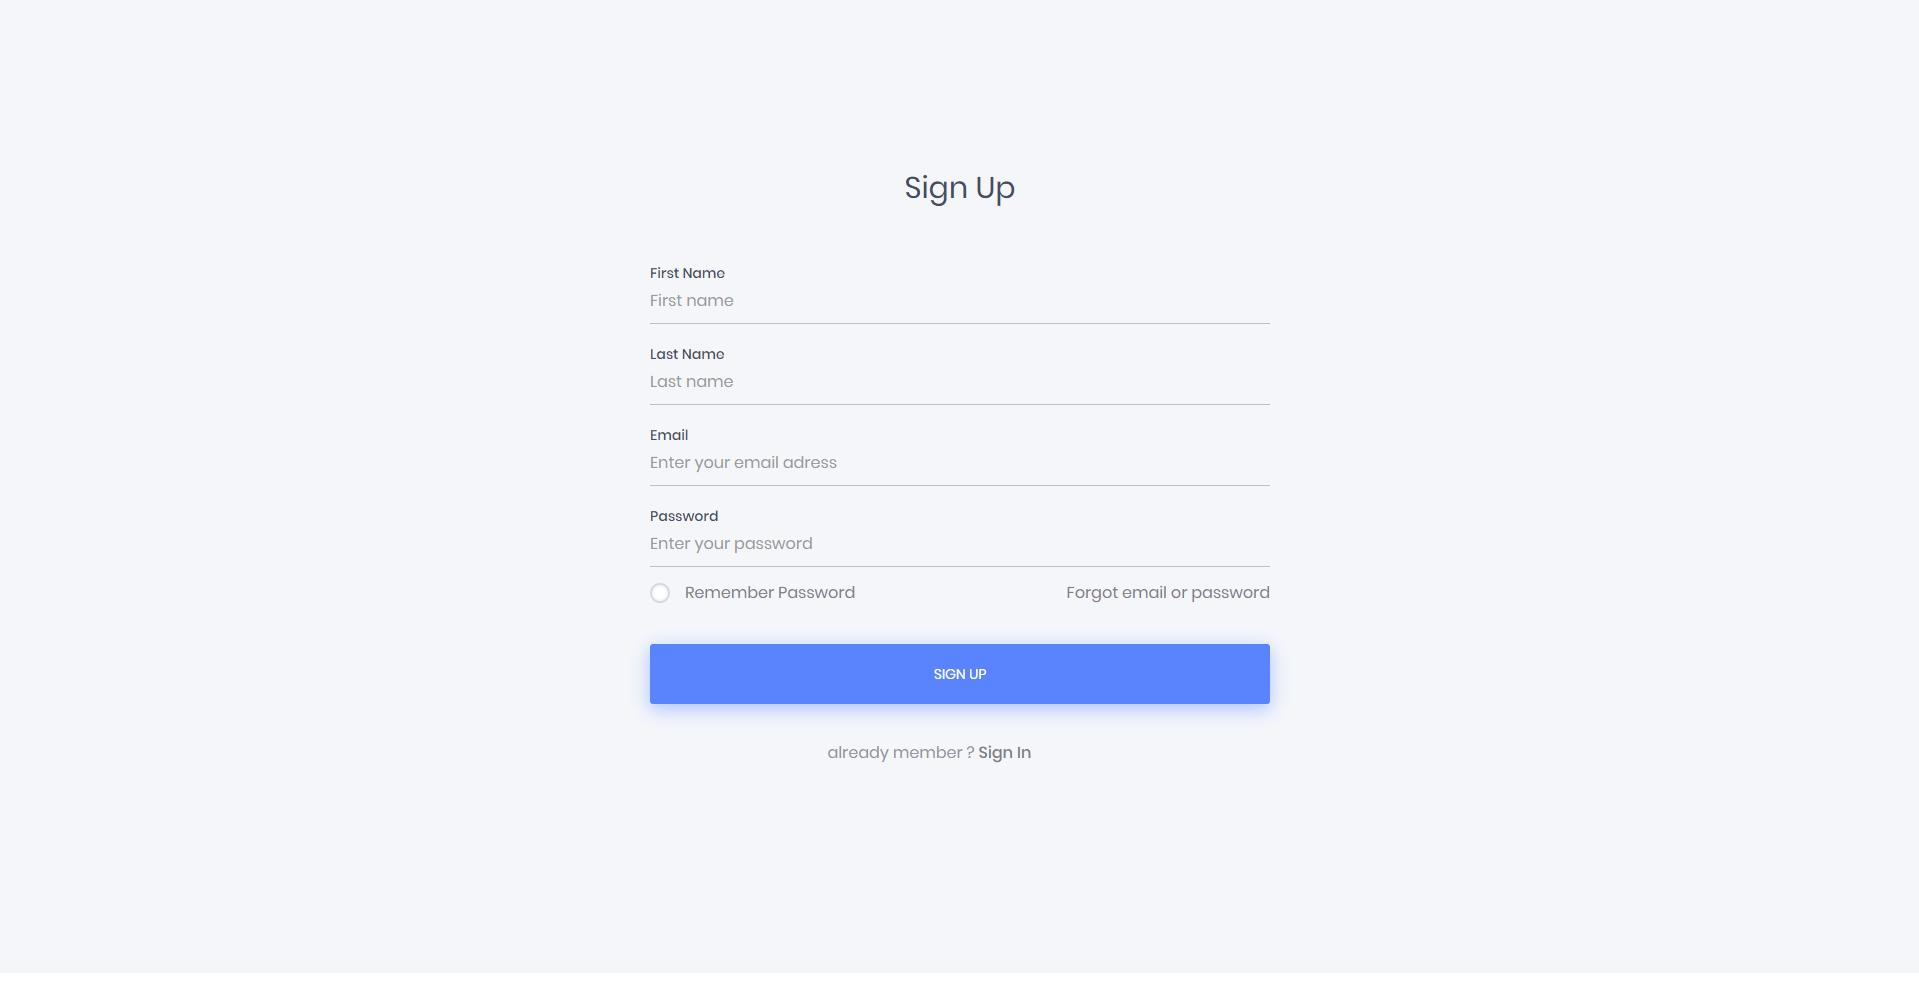 Sign Up
First Name
First name
Last Name
Last name
Email
Enter your email adress
Password
Enter your password
Remember Password Forgot email or password
SIGN UP
already member ? Sign In